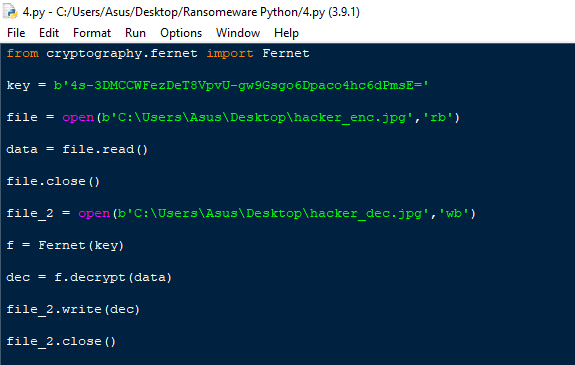 4.py - C:/Users/Asus/Desktop/Ransomeware Python/4.py (3.9.1)
File Edit Format Run Options Window Help
from cryptography.fernet import Fernet
key = b'4s-3DMCCWFezDeT8VpvU-gw9Gsgo6Dpaco4hc6dPmsE='
file = open(b'C:\Users\Asus\Desktop\hacker_enc.jpg','rb')
data = file.read()
file.close()
file_2 = open(b'C:\Users\Asus\Desktop\hacker_dec.jpg','wb')
f = Fernet(key)
dec = f.decrypt(data)
file_2.write(dec)
file_2.close()